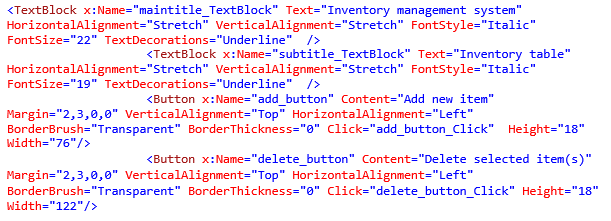 <TextBlock x:Name="maintitle_TextBlock" Text="Inventory management system"
HorizontalAlignment="Stretch" VerticalAlignment="Stretch" FontStyle="Italic"
FontSize="22" TextDecorations="Underline"  />
<TextBlock x:Name="subtitle_TextBlock" Text="Inventory table"
HorizontalAlignment="Stretch" VerticalAlignment="Stretch" FontStyle="Italic"
FontSize="19" TextDecorations="Underline"  />
<Button x:Name="add_button" Content="Add new item"
Margin="2,3,0,0" VerticalAlignment="Top" HorizontalAlignment="Left"
BorderBrush="Transparent" BorderThickness="0" Click="add_button_Click"  Height="18"
Width="76"/>
<Button x:Name="delete_button" Content="Delete selected item(s)"
Margin="2,3,0,0" VerticalAlignment="Top" HorizontalAlignment="Left"
BorderBrush="Transparent" BorderThickness="0" Click="delete_button_Click" Height="18"
Width="122"/>